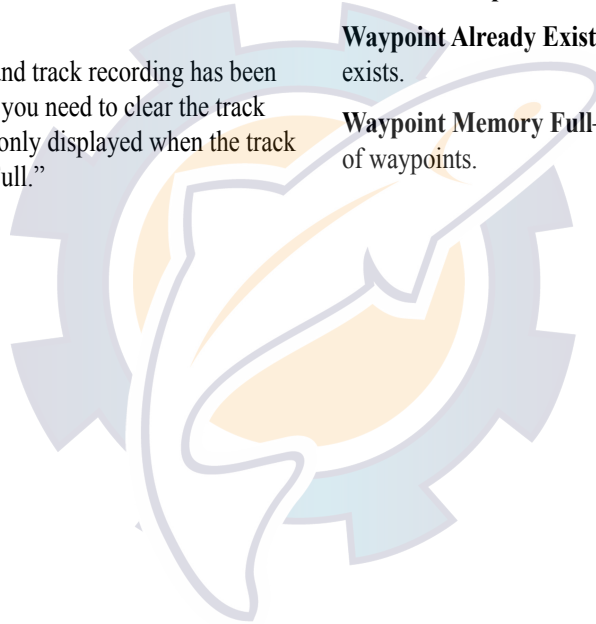 and track recording has been
you need to clear the track
only displayed when the track
ull.”
Waypoint Already Exist
exists.
Waypoint Memory Full
of waypoints.